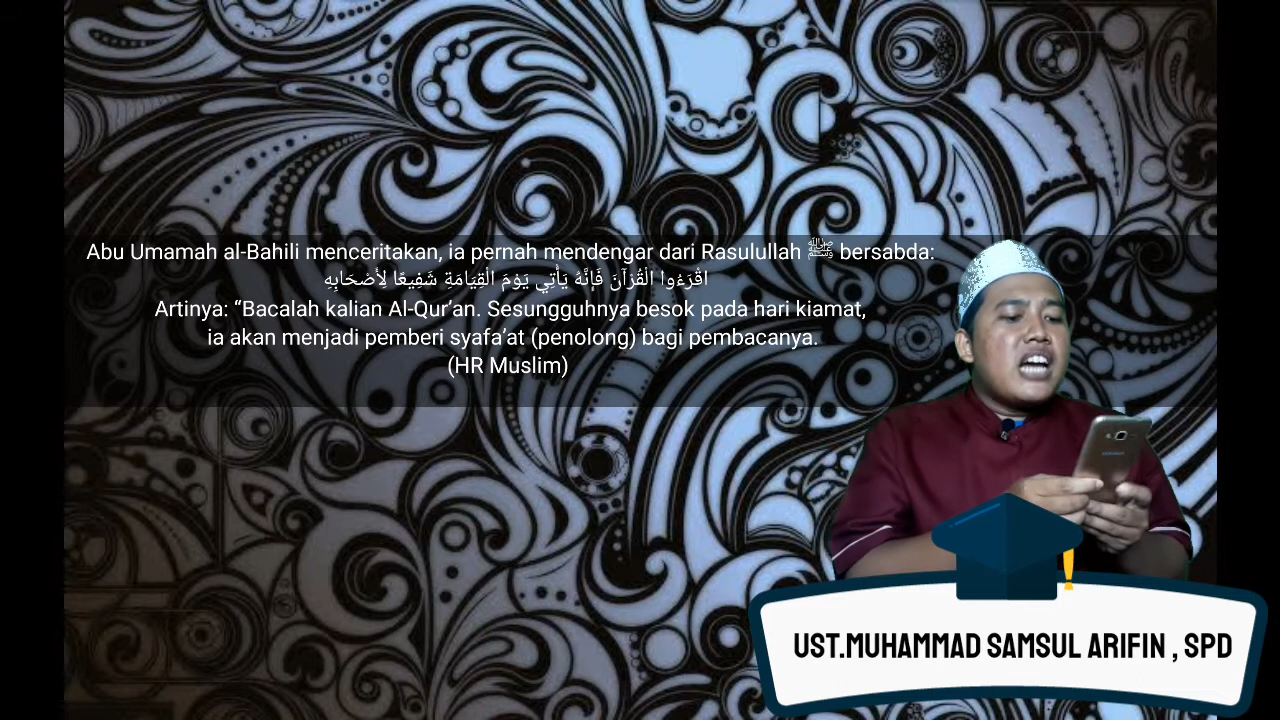 Abu Umamah al-Bahili menceritakan, ia pernah mendengar dari Rasulullah ﷺ bersabda:
اقْرَءُوا الْقُرْآنَ فَإِنَّهُ يَأْتِي يَوْمَ الْقِيَامَةِ شَفِيعًا لِأَصْحَابِهِ
Artinya: “Bacalah kalian Al-Qur’an. Sesungguhnya besok pada hari kiamat,
ia akan menjadi pemberi syafa’at (penolong) bagi pembacanya.
(HR Muslim)
UST.MUHAMMAD SAMSUL ARIFIN , SPD